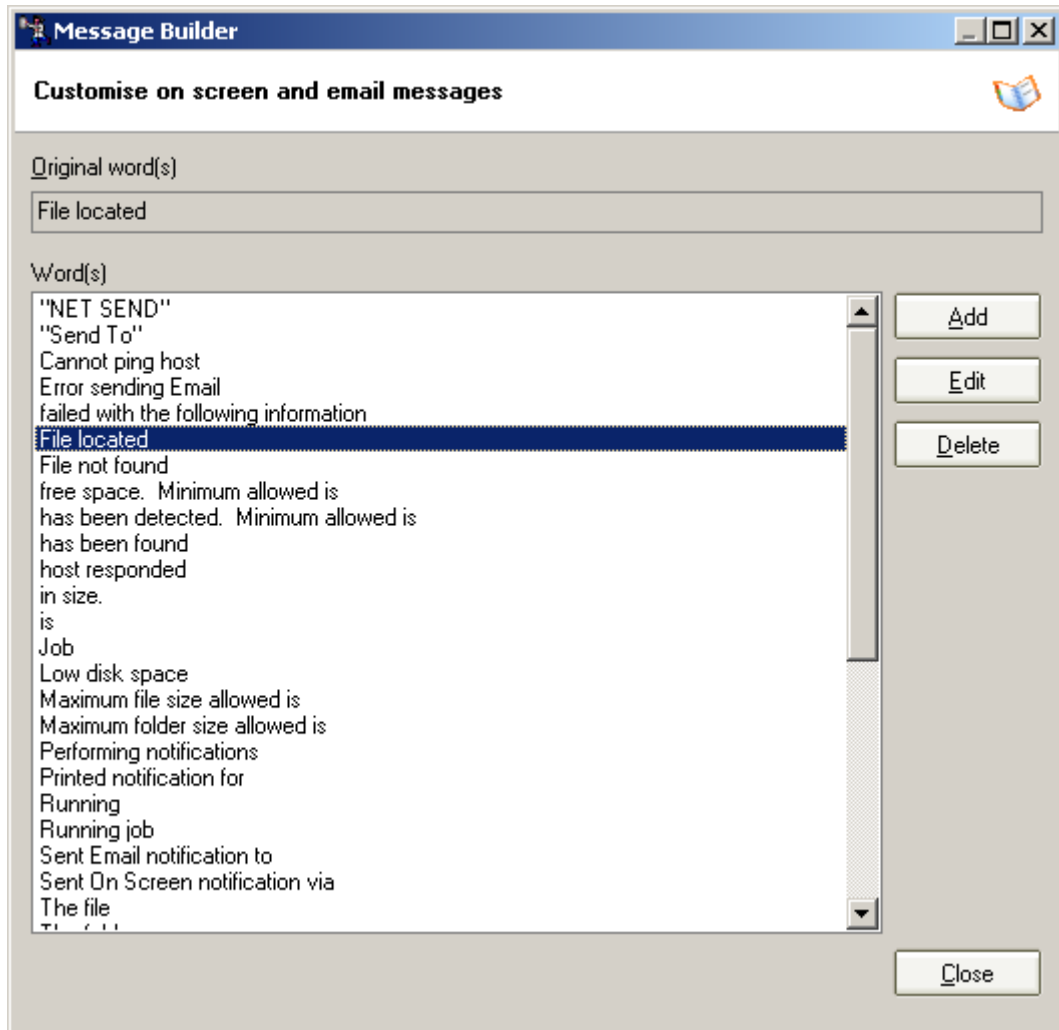 Message Builder
Customise on screen and email messages
Original word(s)
File located
Word(s)
"NET SEND"
"Send To"
Cannot ping host
Error sending Email
failed with the following information
File located
File not found
free space.  Minimum allowed is
has been detected.  Minimum allowed is
has been found
host responded
in size.
is
Job
Low disk space
Maximum file size allowed is
Maximum folder size allowed is
Performing notifications
Printed notification for
Running
Running job
Sent Email notification to
Sent On Screen notification via
The file
Add
Edit
Delete
Close